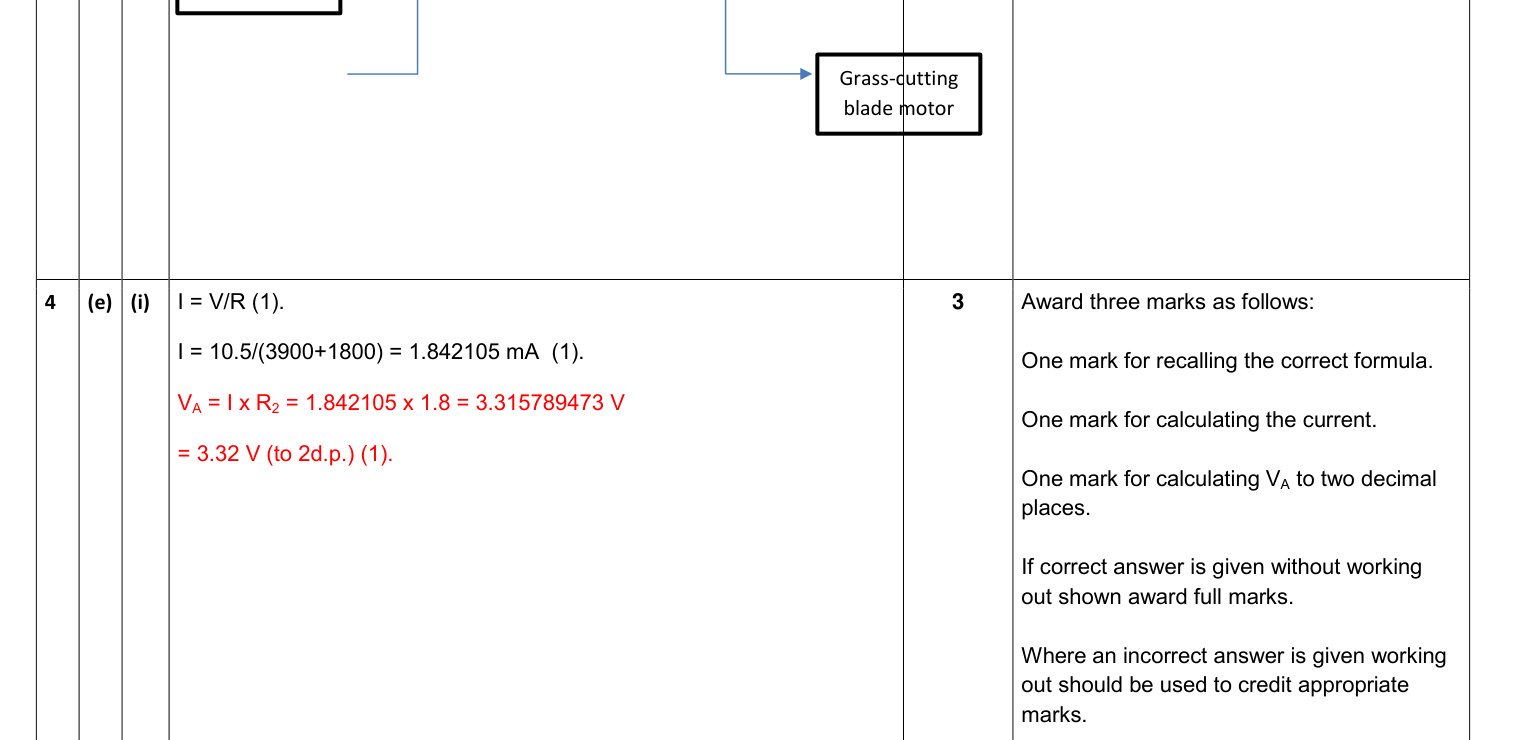 Grass-cutting
blade motor
4 (e) (i) I = V/R (1).
I = 10.5/(3900+1800) = 1.842105 mA (1).
V_A = I x R_2 = 1.842105 x 1.8 = 3.315789473 V
= 3.32 V (to 2d.p.) (1).
3
Award three marks as follows:
One mark for recalling the correct formula.
One mark for calculating the current.
One mark for calculating V_A to two decimal
places.
If correct answer is given without working
out shown award full marks.
Where an incorrect answer is given working
out should be used to credit appropriate
marks.